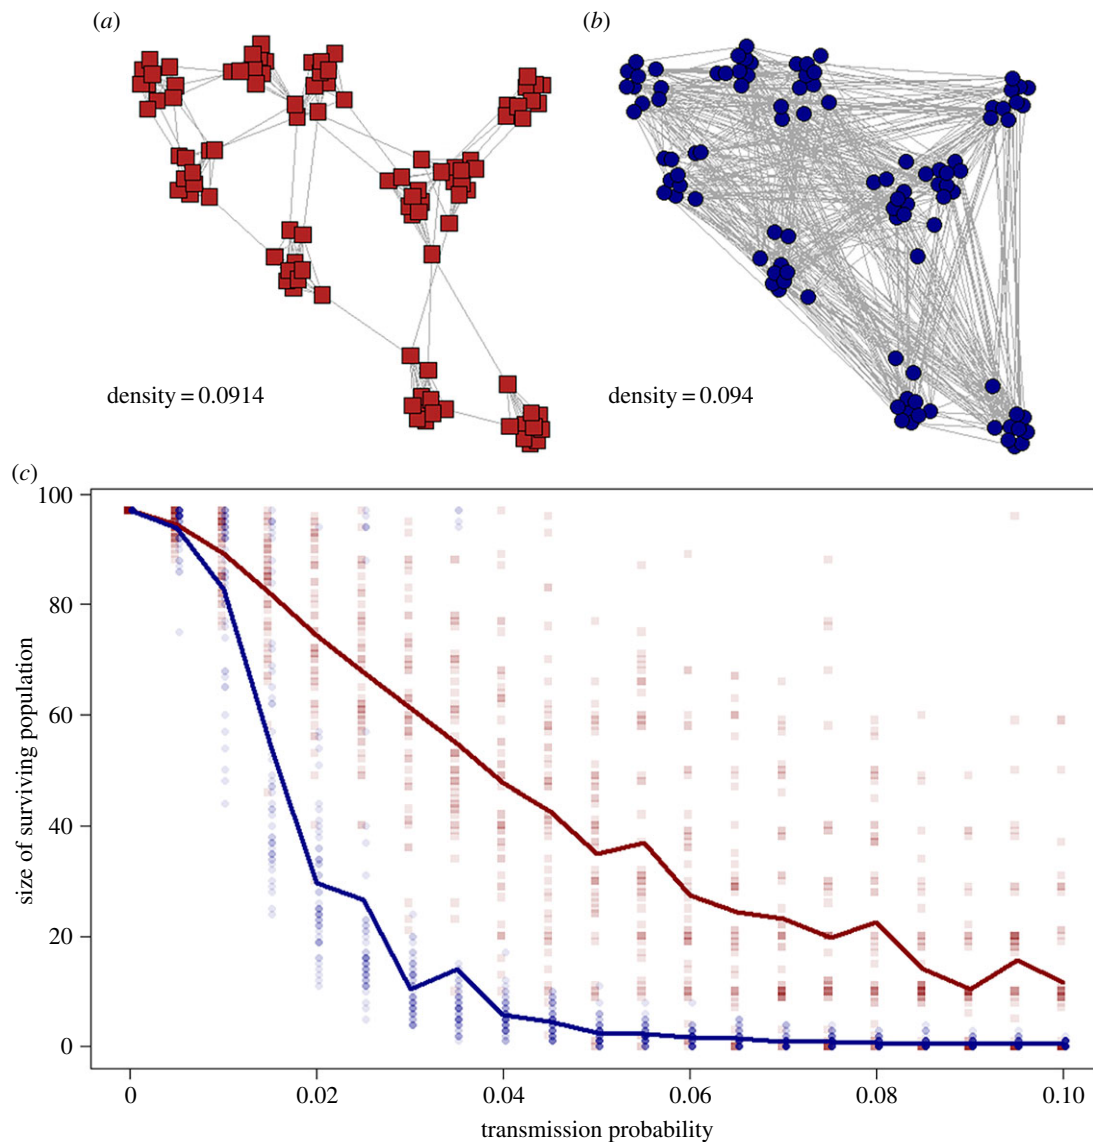 (a)
(b)
density = 0.0914
density = 0.094
(c)
100
80
60
40
20
0
size of surviving population
0
0.02
0.04
0.06
0.08
0.10
transmission probability